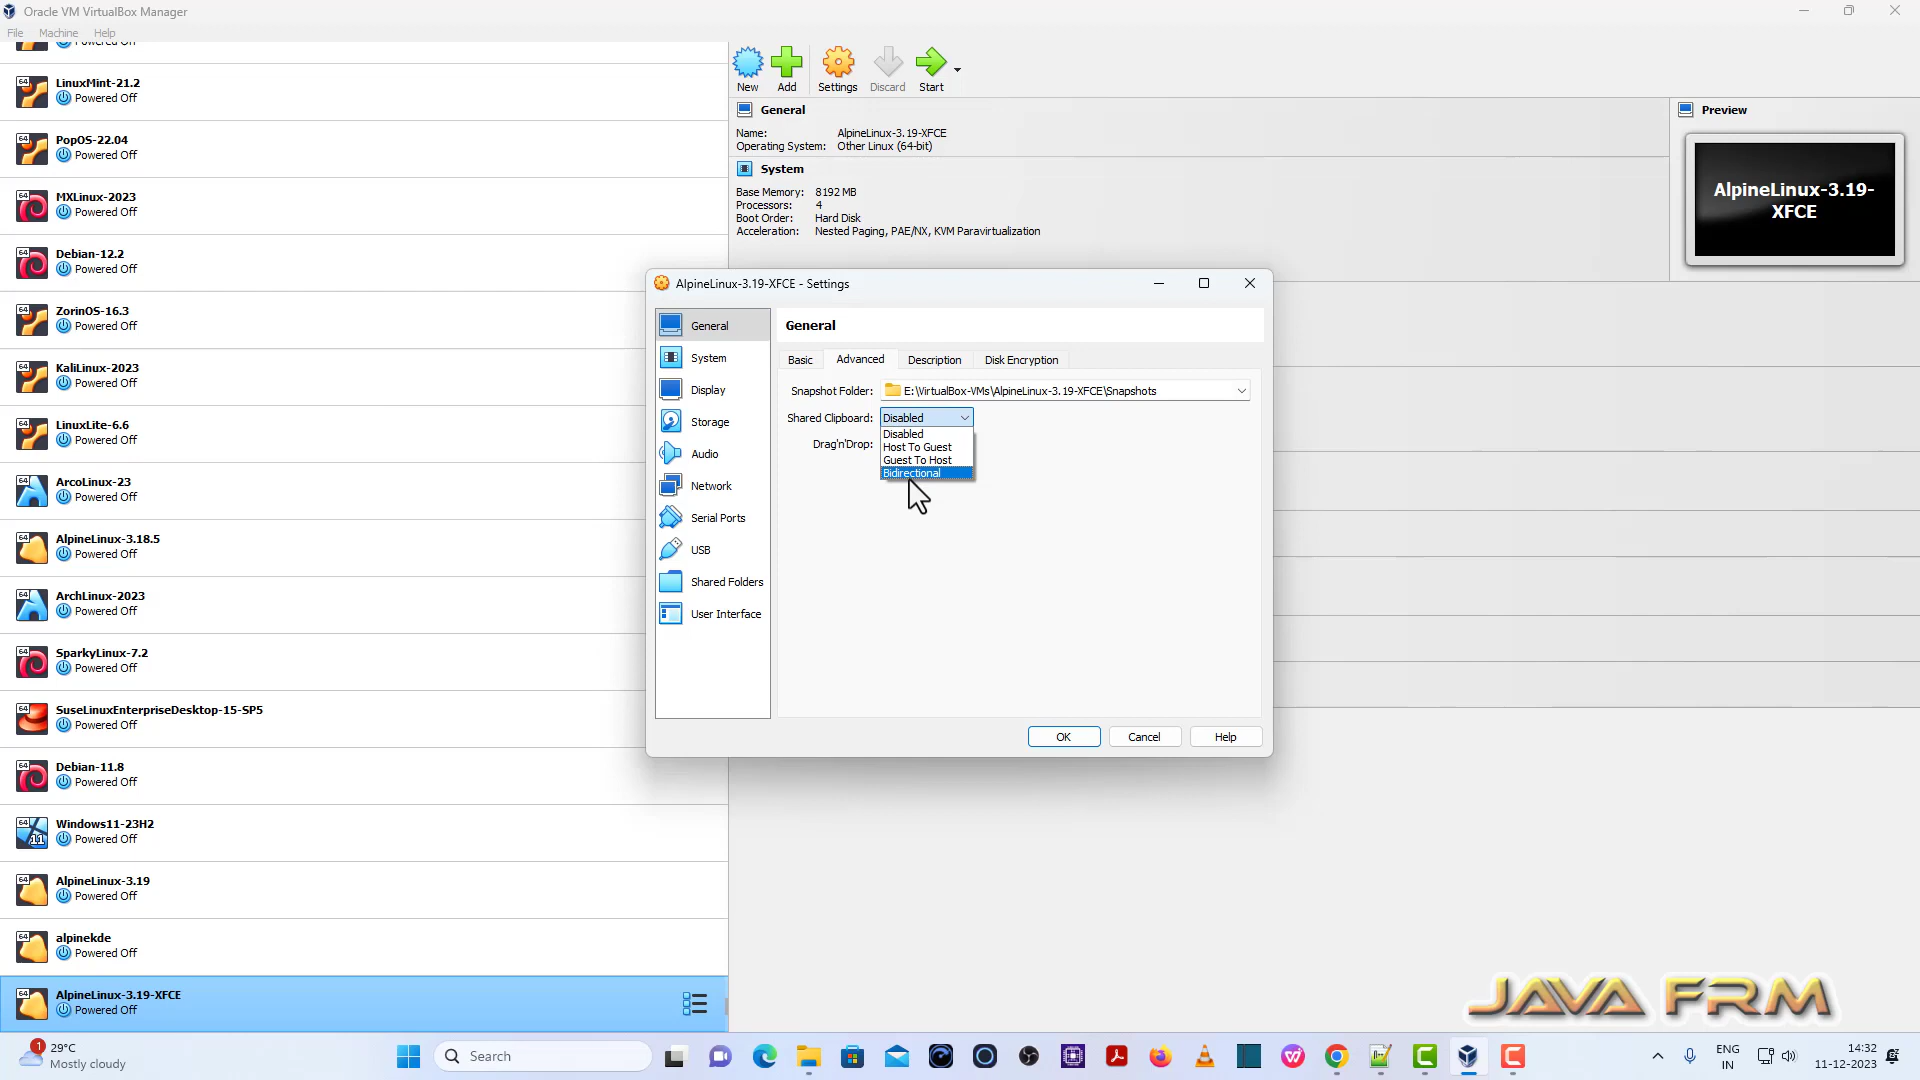 Oracle VM VirtualBox Manager
File Machine Help
Powered Off
LinuxMint-21.2
Powered Off
PopOS-22.04
Powered Off
MXLinux-2023
Powered Off
Debian-12.2
Powered Off
ZorinOS-16.3
Powered Off
KaliLinux-2023
Powered Off
LinuxLite-6.6
Powered Off
ArcoLinux-23
Powered Off
AlpineLinux-3.18.5
Powered Off
ArchLinux-2023
Powered Off
SparkyLinux-7.2
Powered Off
SuseLinuxEnterpriseDesktop-15-SP5
Powered Off
Debian-11.8
Powered Off
Windows11-23H2
Powered Off
AlpineLinux-3.19
Powered Off
alpinekde
Powered Off
AlpineLinux-3.19-XFCE
Powered Off
New Add Settings Discard Start
General
Name: AlpineLinux-3.19-XFCE
Operating System: Other Linux (64-bit)
System
Base Memory: 8192 MB
Processors: 4
Boot Order: Hard Disk
Acceleration: Nested Paging, PAE/NX, KVM Paravirtualization
Preview
AlpineLinux-3.19-
XFCE
AlpineLinux-3.19-XFCE - Settings
General
System
Display
Storage
Audio
Network
Serial Ports
USB
Shared Folders
User Interface
General
Basic Advanced Description Disk Encryption
Snapshot Folder: E:\VirtualBox-VMs\AlpineLinux-3.19-XFCE\Snapshots
Shared Clipboard: Disabled
Drag'n'Drop:
Disabled
Host To Guest
Guest To Host
Bidirectional
OK Cancel Help
JAVA FRM
1
29°C
Mostly cloudy
Search
ENG
IN
14:32
11-12-2023